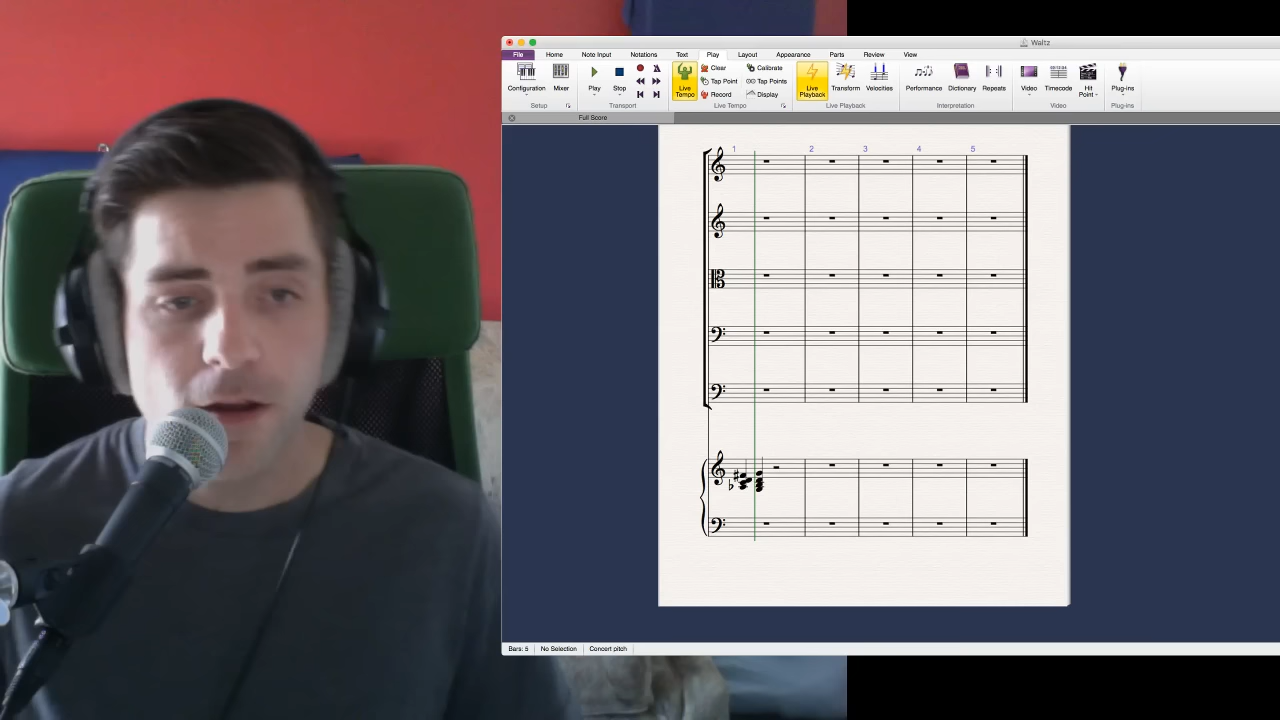 Waltz
File Home Note Input Notations Text Play Layout Appearance Parts Review View
Configuration Mixer Play Stop Live Tempo Clear Tap Point Record Calibrate Tap Points Display Live Playback Transform Velocities Performance Dictionary Repeats Video Timecode Hit Point Plug-ins
Setup Transport Live Tempo Live Playback Interpretation Video Plug-ins
Full Score
1 2 3 4 5
Bars: 5 No Selection Concert pitch